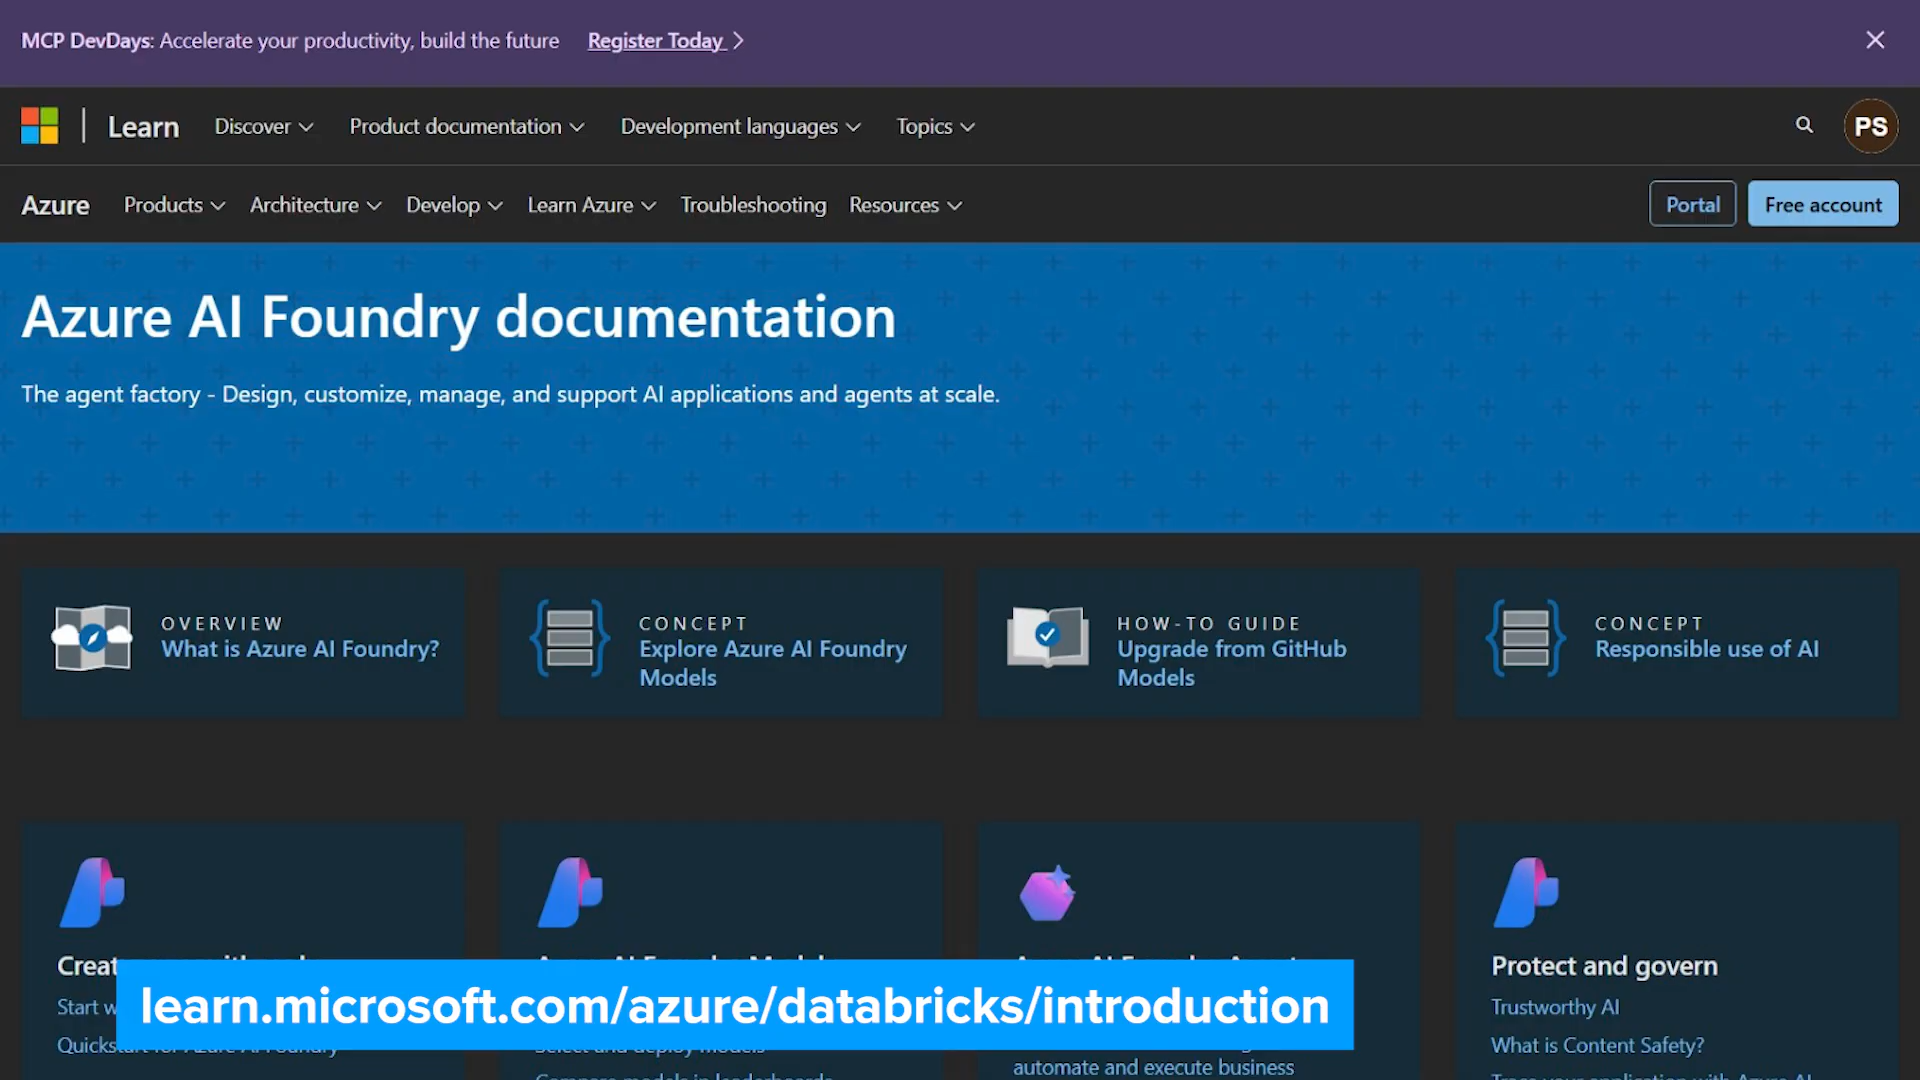 MCP DevDays: Accelerate your productivity, build the future Register Today
Learn Discover Product documentation Development languages Topics PS
Azure Products Architecture Develop Learn Azure Troubleshooting Resources Portal Free account
Azure AI Foundry documentation
The agent factory - Design, customize, manage, and support AI applications and agents at scale.
OVERVIEW
What is Azure AI Foundry?
CONCEPT
Explore Azure AI Foundry
Models
HOW-TO GUIDE
Upgrade from GitHub
Models
CONCEPT
Responsible use of AI
Protect and govern
Trustworthy AI
What is Content Safety?
learn.microsoft.com/azure/databricks/introduction
automate and execute business